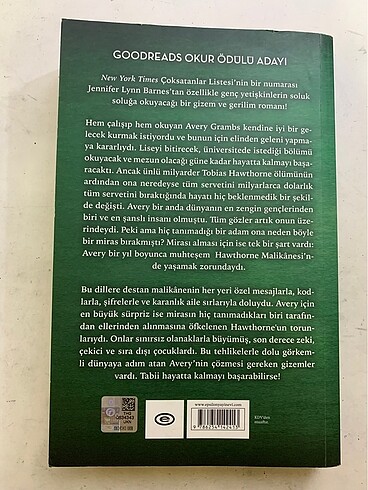 GOODREADS OKUR ÖDÜLÜ ADAYI
New York Times Çoksatanlar Listesi'nin bir numarası
Jennifer Lynn Barnes'tan özellikle genç yetişkinlerin soluk
soluğa okuyacağı bir gizem ve gerilim romanı!
Hem çalışıp hem okuyan Avery Grambs kendine iyi bir ge-
lecek kurmak istiyordu ve bunun için elinden geleni yapma-
ya kararlıydı. Liseyi bitirecek, üniversitede istediği bölümü
okuyacak ve mezun olacağı güne kadar hayatta kalmayı başa-
racaktı. Ancak ünlü milyarder Tobias Hawthorne ölümünün
ardından ona neredeyse tüm servetini milyarlarca dolarlık
tüm servetini bıraktığında hayatı hiç beklenmedik bir şekil-
de değişti. Avery bir anda dünyanın en zengin gençlerinden
biri ve en şanslı insanı olmuştu. Tüm gözler artık onun üze-
rindeydi. Peki ama hiç tanımadığı bir adam ona neden böyle
bir miras bırakmıştı? Mirası alması için ise tek bir şart vardı:
Avery bir yıl boyunca muhteşem Hawthorne Malikânesi'n-
de yaşamak zorundaydı.
Bu dillere destan malikânenin her yeri özel mesajlarla, kod-
larla, şifrelerle ve karanlık aile sırlarıyla doluydu. Avery için
en büyük sürpriz ise mirasın hiç tanımadıkları biri tarafın-
dan ellerinden alınmasına öfkelenen Hawthorne'un torun-
larıydı. Onlar sınırsız olanaklarla büyümüş, son derece zeki,
çekici ve sıra dışı çocuklardı. Bu tehlikelerle dolu görkem-
li dünyaya adım atan Avery'nin çözmesi gereken gizemler
vardı. Tabii hayatta kalmayı başarabilirse!
www.epsilonyayinevi.com